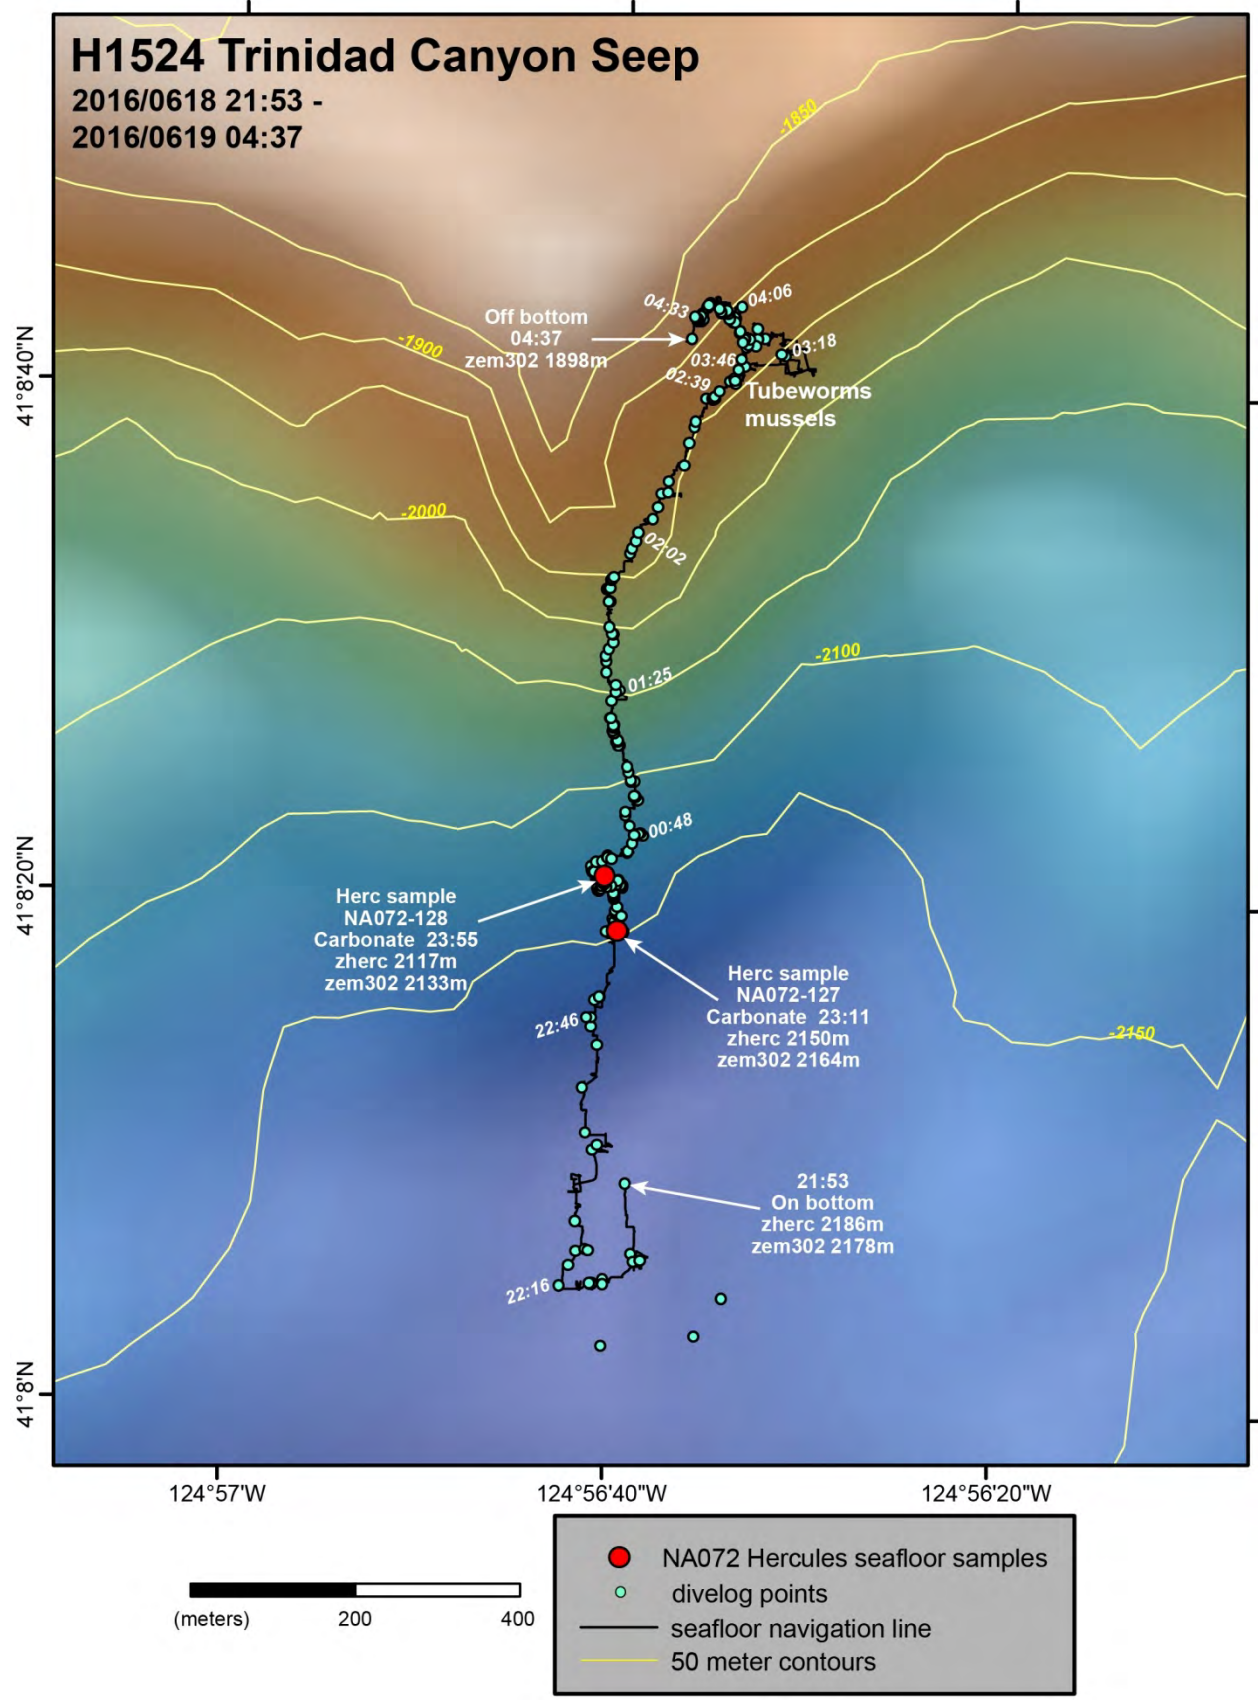 H1524 Trinidad Canyon Seep
2016/0618 21:53 -
2016/0619 04:37
-1850
04:33
04:06
Off bottom
04:37
zem302 1898m
-1900
03:18
03:46
02:39
Tubeworms
mussels
41°8'40"N
-2000
02:02
-2100
01:25
00:48
41°8'20"N
Herc sample
NA072-128
Carbonate 23:55
zherc 2117m
zem302 2133m
Herc sample
NA072-127
Carbonate 23:11
zherc 2150m
zem302 2164m
22:46
-2150
21:53
On bottom
zherc 2186m
zem302 2178m
22:16
41°8'N
124°57'W
124°56'40"W
124°56'20"W
(meters)
200
400
NA072 Hercules seafloor samples
divelog points
seafloor navigation line
50 meter contours